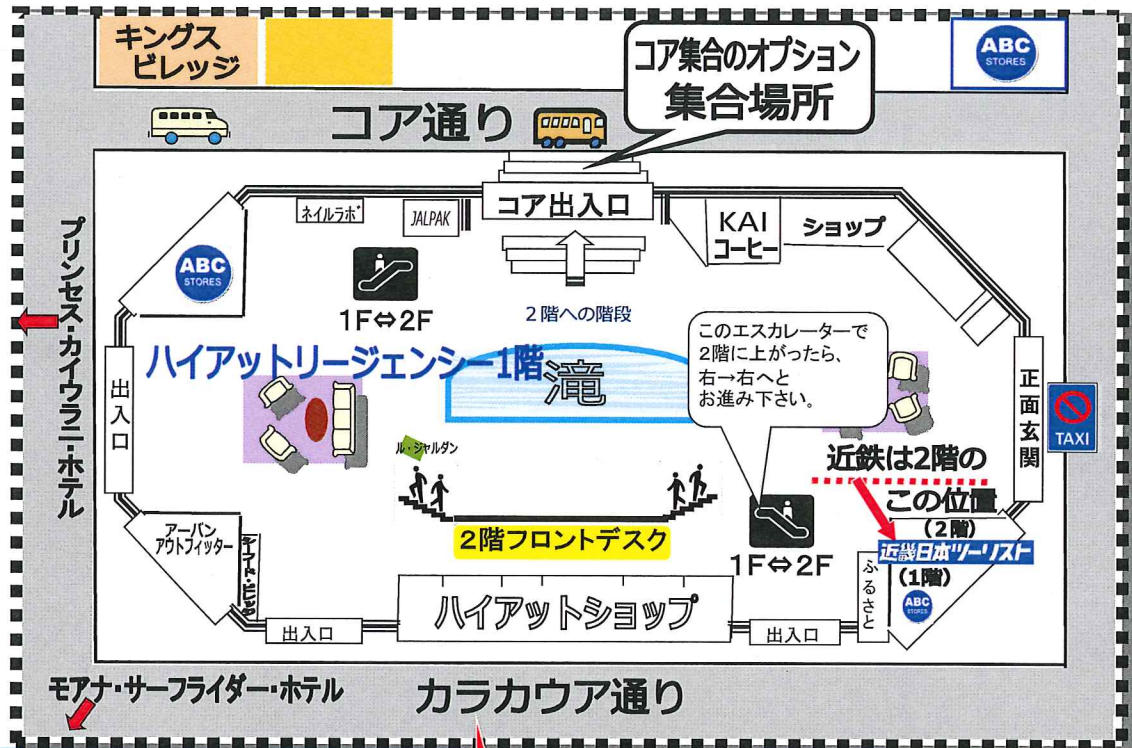 キングス
ビレッジ
コア集合のオプション
集合場所
ABC
STORES
コア通り
ネイルラボ
JALPAK
コア出入口
KAI
コーヒー
ショップ
ABC
STORES
1F⇔2F
2階への階段
プリンセス・カイウラニ・ホテル
ハイアットリージェンシー1階
滝
このエスカレーターで
2階に上がったら、
右→右へと
お進み下さい。
出入口
正面玄関
TAXI
ル・ジャルダン
近鉄は2階の
この位置
2階フロントデスク
1F⇔2F
(2階)
近畿日本ツーリスト
(1階)
ABC
STORES
ふるさと
アーバン
アウトフィッター
シーフード・ビレッジ
ハイアットショップ
出入口
出入口
モアナ・サーフライダー・ホテル
カラカウア通り